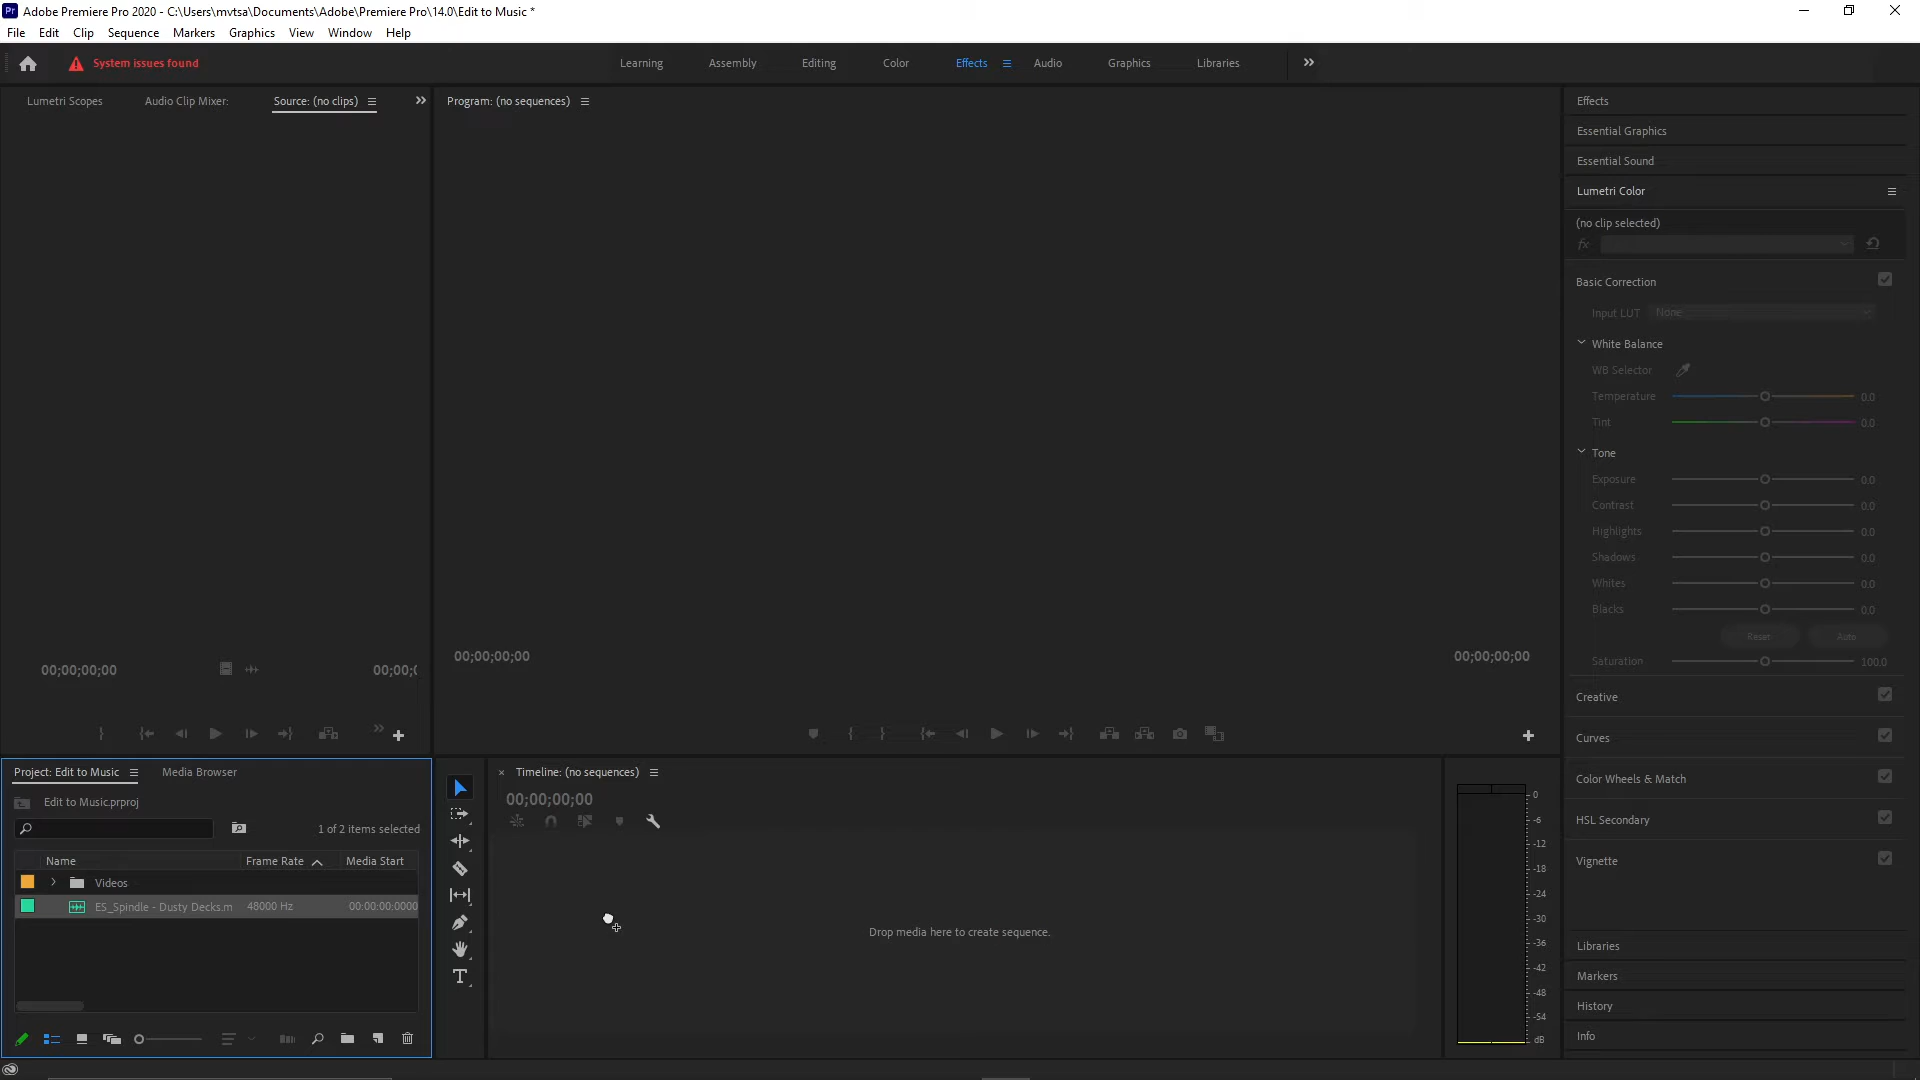 Adobe Premiere Pro 2020 - C:\Users\mvtsa\Documents\Adobe\Premiere Pro\14.0\Edit to Music *
File Edit Clip Sequence Markers Graphics View Window Help
System issues found
Learning Assembly Editing Color Effects Audio Graphics Libraries
Lumetri Scopes Audio Clip Mixer: Source: (no clips)
Program: (no sequences)
Effects
Essential Graphics
Essential Sound
Lumetri Color
(no clip selected)
fx
Basic Correction
Input LUT None
White Balance
WB Selector
Temperature 0.0
Tint 0.0
Tone
Exposure 0.0
Contrast 0.0
Highlights 0.0
Shadows 0.0
Whites 0.0
Blacks 0.0
Reset Auto
Saturation 100.0
Creative
Curves
Color Wheels & Match
HSL Secondary
Vignette
Libraries
Markers
History
Info
00;00;00;00 00;00;
00;00;00;00 00;00;00;00
Project: Edit to Music Media Browser
Edit to Music.prproj
1 of 2 items selected
Name Frame Rate Media Start
Videos
ES_Spindle - Dusty Decks.m 48000 Hz 00:00:00:0000
Timeline: (no sequences)
00;00;00;00
Drop media here to create sequence.
0
-6
-12
-18
-24
-30
-36
-42
-48
-54
dB